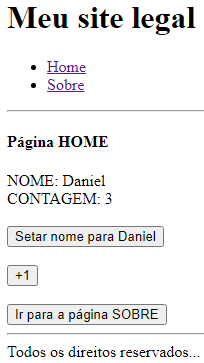 Meu site legal
Home
Sobre
Página HOME
NOME: Daniel
CONTAGEM: 3
Setar nome para Daniel
+1
Ir para a página SOBRE
Todos os direitos reservados...